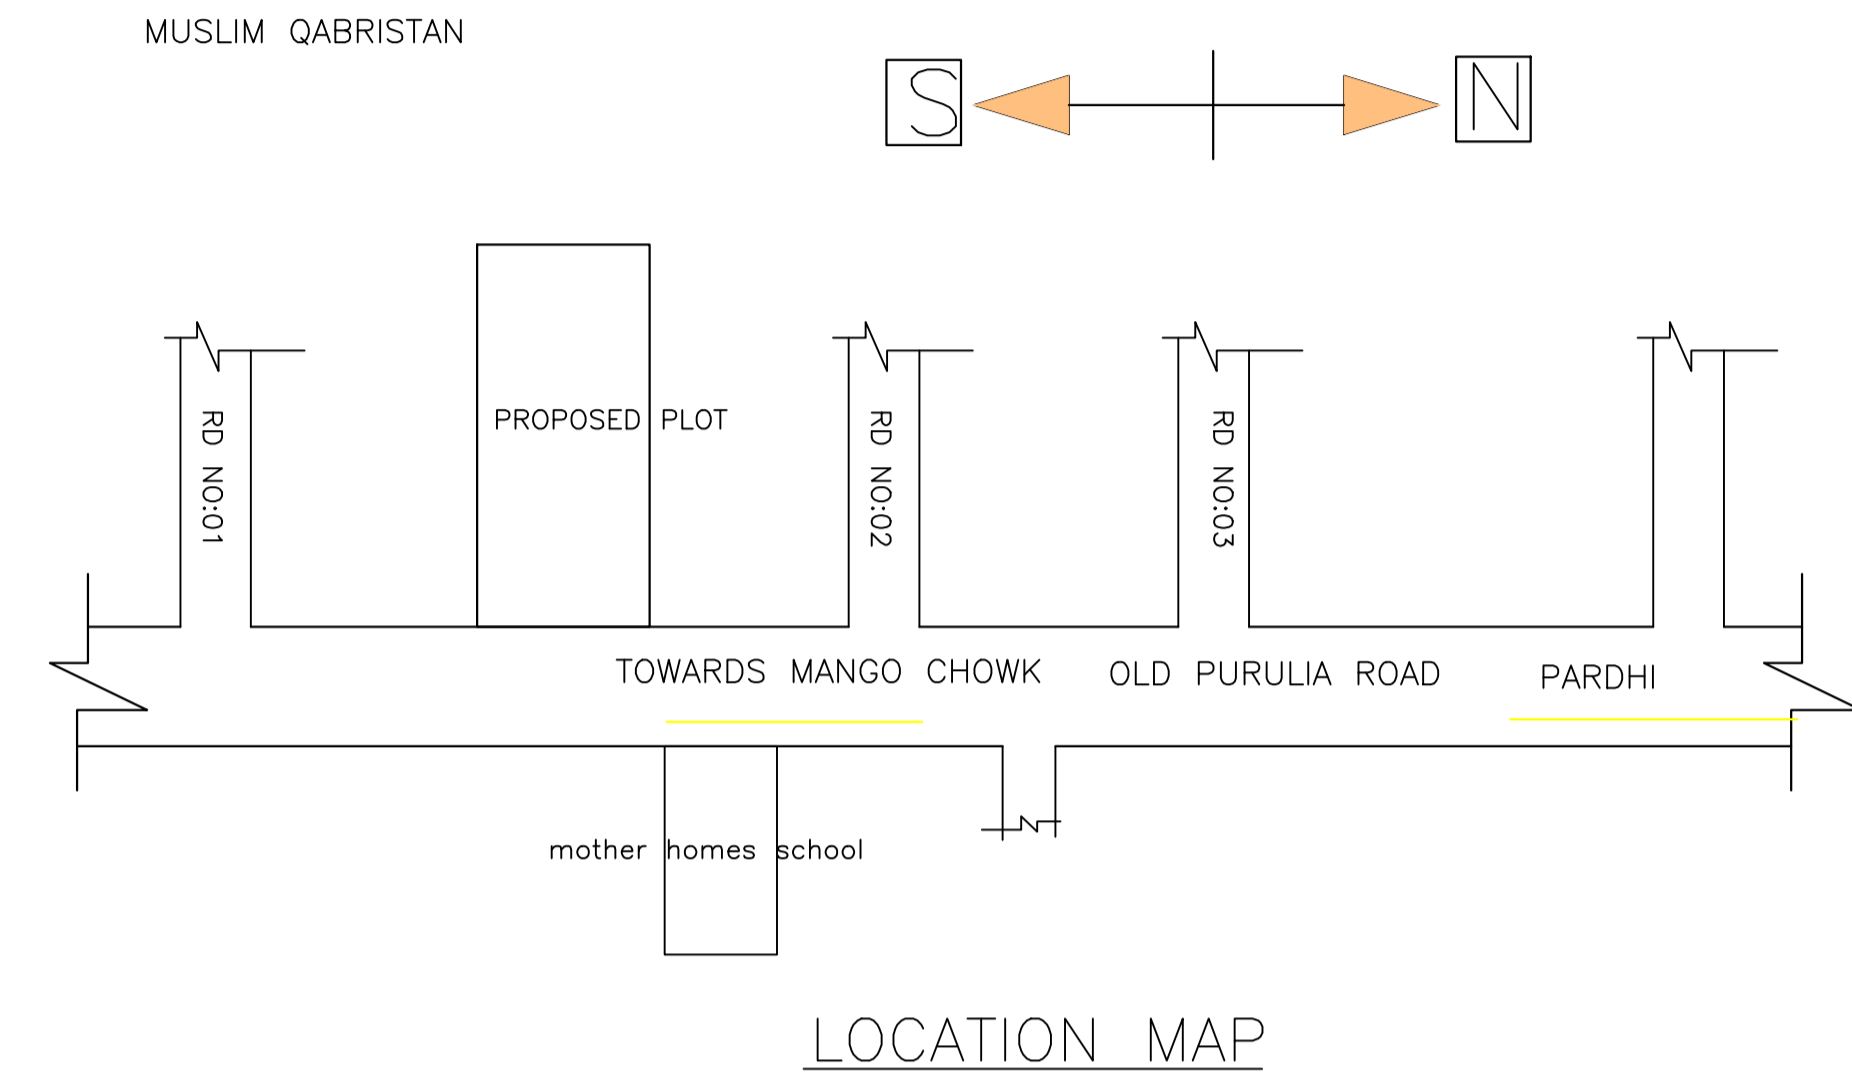 MUSLIM QABRISTAN
S
N
PROPOSED PLOT
RD NO:01
RD NO:02
RD NO:03
TOWARDS MANGO CHOWK
OLD PURULIA ROAD
PARDHI
mother homes school
LOCATION MAP